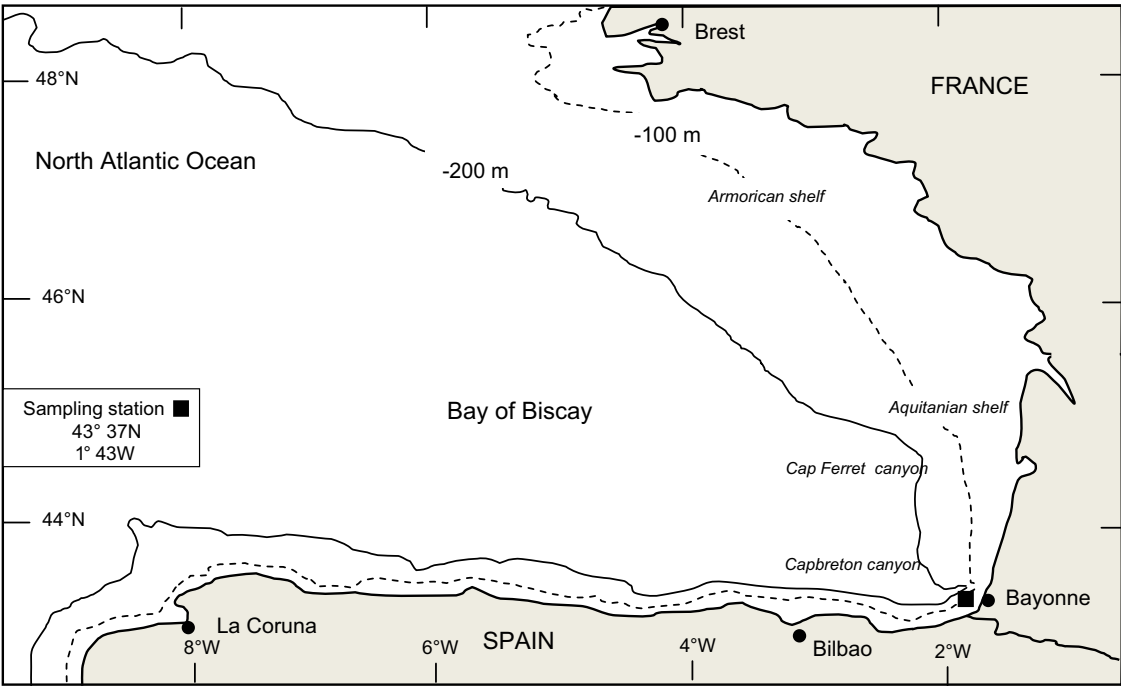 Brest
48°N
FRANCE
-100 m
North Atlantic Ocean
-200 m
Armorican shelf
46°N
Sampling station
43° 37N
1° 43W
Bay of Biscay
Aquitanian shelf
Cap Ferret canyon
44°N
Capbreton canyon
Bayonne
La Coruna
SPAIN
8°W
6°W
4°W
Bilbao
2°W